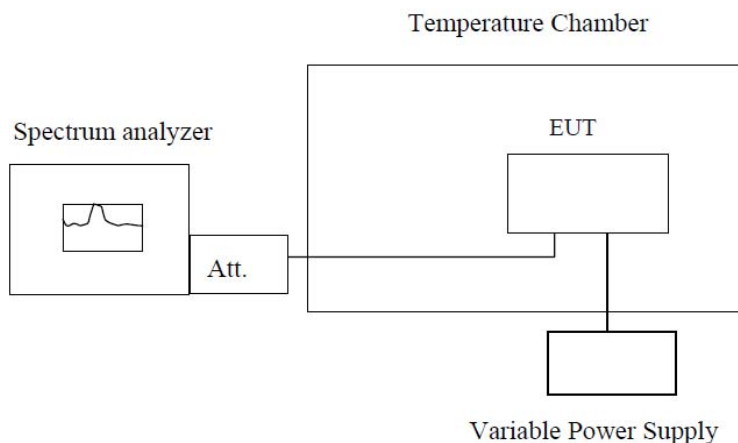 Temperature Chamber
Spectrum analyzer
EUT
Att.
Variable Power Supply